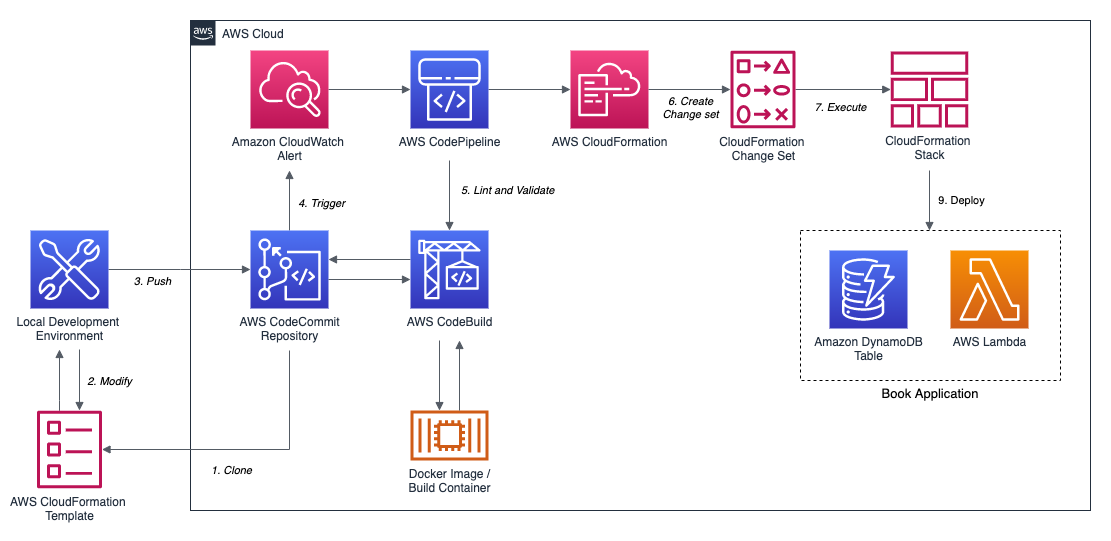 aws
AWS Cloud
Amazon CloudWatch
Alert
AWS CodePipeline
AWS CloudFormation
6. Create
Change set
CloudFormation
Change Set
7. Execute
CloudFormation
Stack
4. Trigger
5. Lint and Validate
9. Deploy
Local Development
Environment
3. Push
AWS CodeCommit
Repository
AWS CodeBuild
Amazon DynamoDB
Table
AWS Lambda
Book Application
2. Modify
1. Clone
AWS CloudFormation
Template
Docker Image /
Build Container